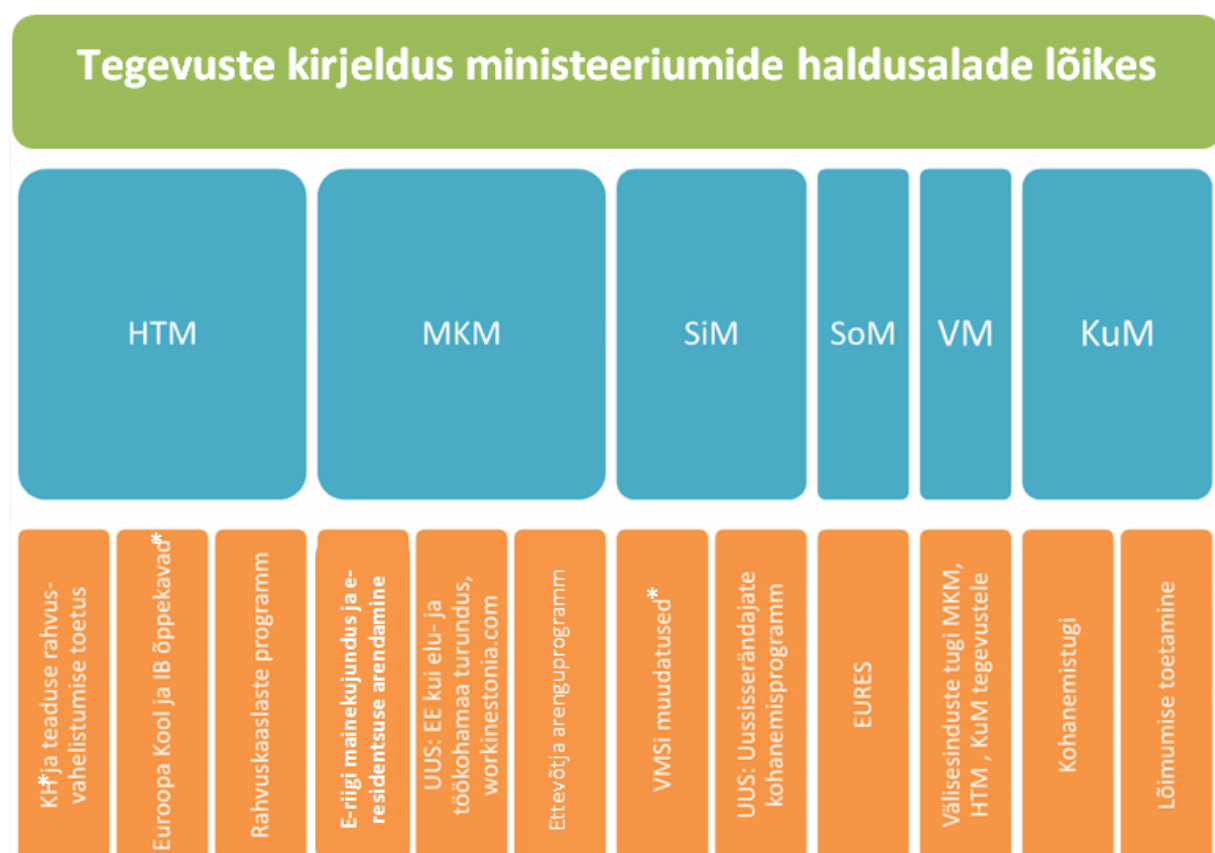 Tegevuste kirjeldus ministeeriumide haldusalade lõikes
HTM
MKM
SiM
SoM
VM
KuM
KH*ja teaduse rahvus-
vahelistumise toetus
Euroopa Kool ja IB õppekavad*
Rahvuskaaslaste programm
E-riigi mainekujundus ja e-
residentsuse arendamine
UUS: EE kui elu- ja
töökohamaa turundus,
workinestonia.com
Ettevõtja arenguprogramm
VMSi muudatused*
UUS: Uussisserändajate
kohanemisprogramm
EURES
Välisesinduste tugi MKM,
HTM , KuM tegevustele
Kohanemistugi
Lõimumise toetamine